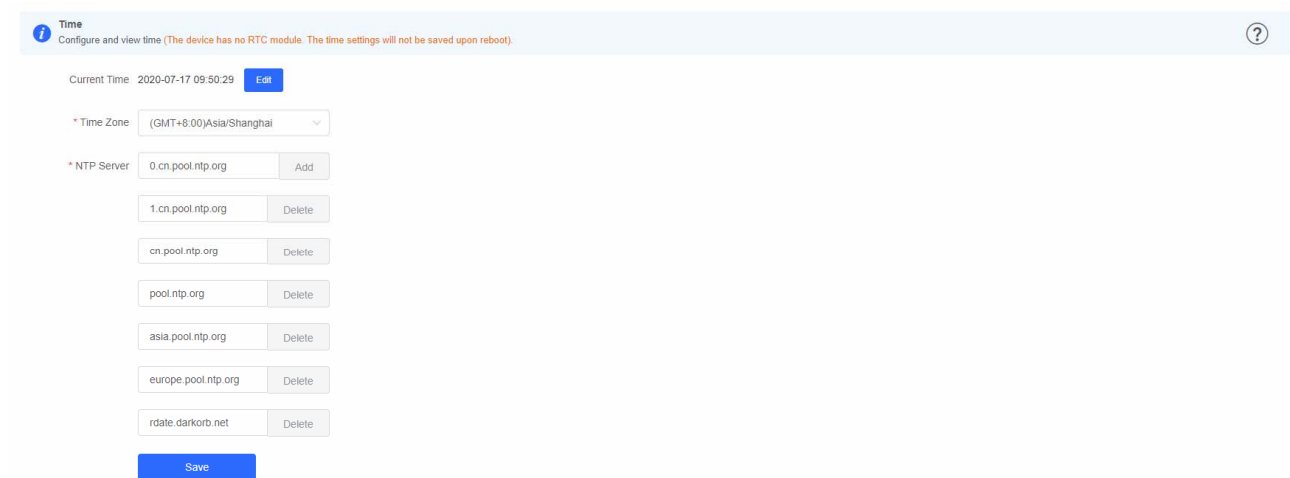 Time
Configure and view time (The device has no RTC module. The time settings will not be saved upon reboot).
Current Time 2020-07-17 09:50:29 Edit
* Time Zone (GMT+8:00)Asia/Shanghai
* NTP Server 0.cn.pool.ntp.org Add
1.cn.pool.ntp.org Delete
cn.pool.ntp.org Delete
pool.ntp.org Delete
asia.pool.ntp.org Delete
europe.pool.ntp.org Delete
rdate.darkorb.net Delete
Save